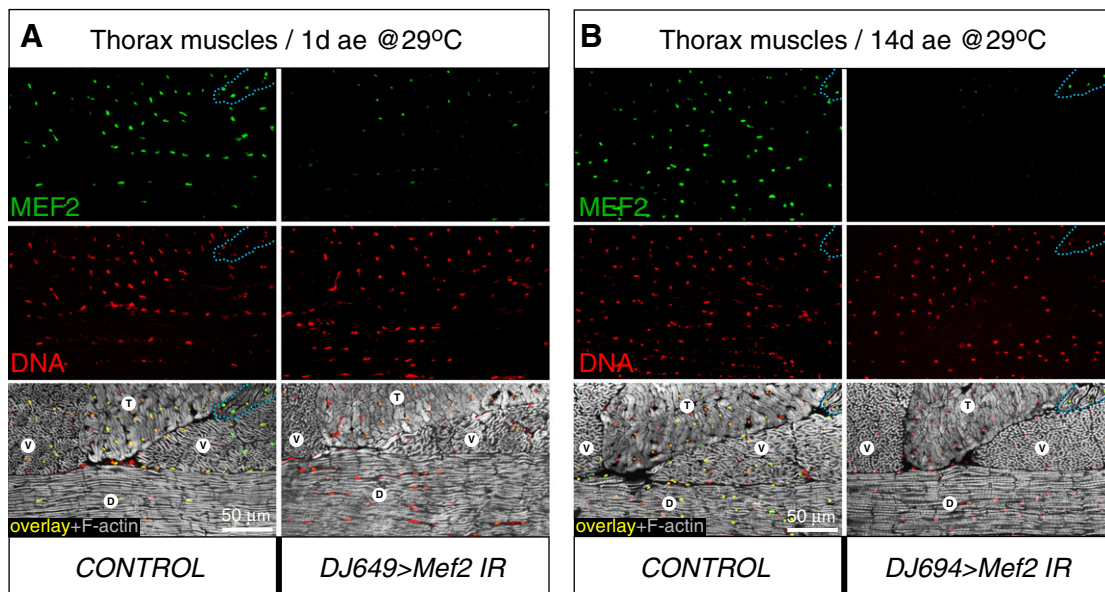 A Thorax muscles / 1d ae @29ºC
MEF2
DNA
T
V
V
D
overlay+F-actin
50 µm
T
V
V
D
CONTROL
DJ649>Mef2 IR
B Thorax muscles / 14d ae @29ºC
MEF2
DNA
T
V
V
D
overlay+F-actin
50 µm
T
V
V
D
CONTROL
DJ694>Mef2 IR